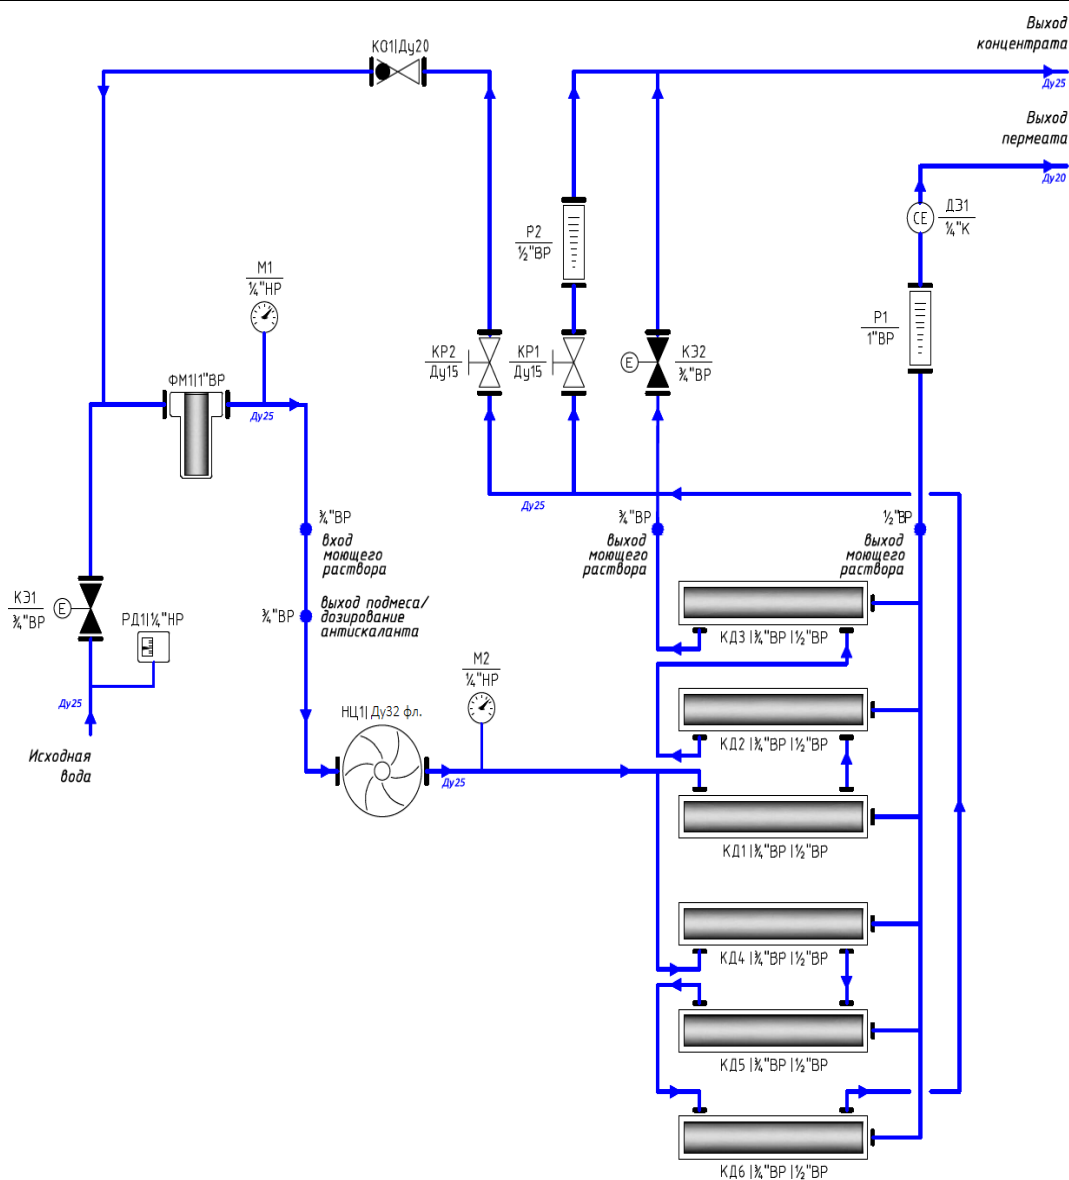 Выход
концентрата
Ду25
КО1|Ду20
Выход
пермеата
Ду20
ДЭ1
¼"К
CE
Р2
½"ВР
М1
¼"НР
Р1
1"ВР
КР2
Ду15
КР1
Ду15
E
КЭ2
¾"ВР
ФМ1|1"ВР
Ду25
Ду25
¾"ВР
вход
моющего
раствора
¾"ВР
выход
моющего
раствора
½"ВР
выход
моющего
раствора
КЭ1
¾"ВР
E
РД1|¼"НР
¾"ВР
выход подмеса/
дозирование
антискаланта
КД3 |¾"ВР |½"ВР
М2
¼"НР
Ду25
НЦ1| Ду32 фл.
КД2 |¾"ВР |½"ВР
Исходная
вода
Ду25
КД1 |¾"ВР |½"ВР
КД4 |¾"ВР |½"ВР
КД5 |¾"ВР |½"ВР
КД6 |¾"ВР |½"ВР